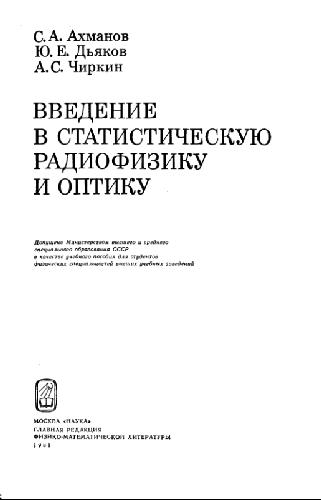 С. А. Ахманов
Ю. Е. Дьяков
А. С. Чиркин
ВВЕДЕНИЕ
В СТАТИСТИЧЕСКУЮ
РАДИОФИЗИКУ
И ОПТИКУ
Допущено Министерством высшего и среднего
специального образования СССР
в качестве учебного пособия для студентов
физических специальностей высших учебных заведений
МОСКВА «НАУКА»
ГЛАВНАЯ РЕДАКЦИЯ
ФИЗИКО-МАТЕМАТИЧЕСКОЙ ЛИТЕРАТУРЫ